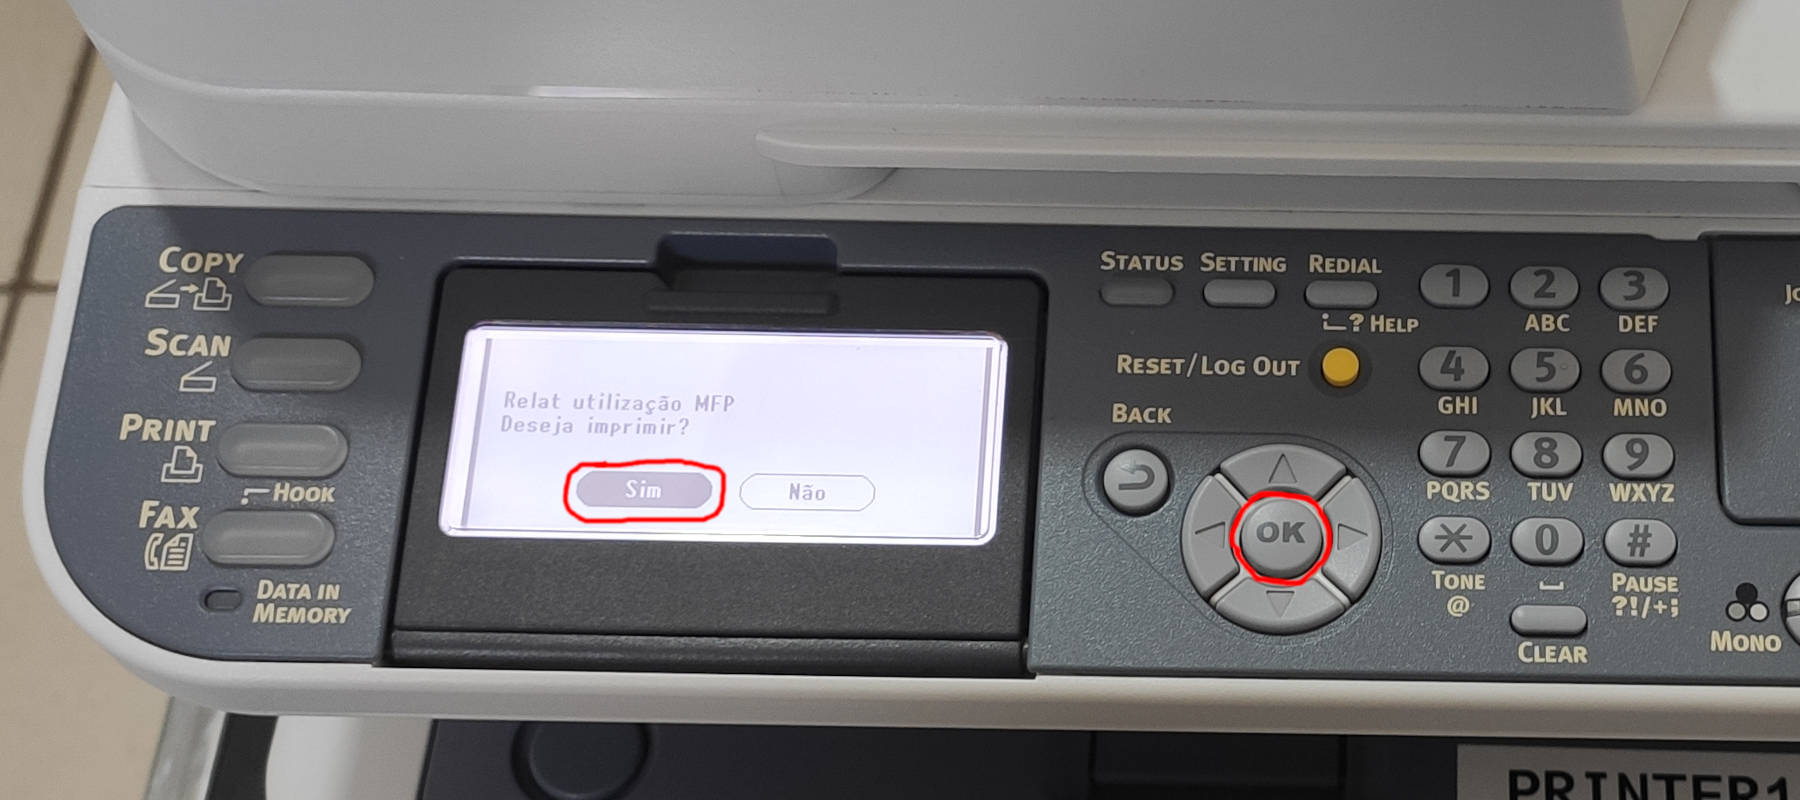 COPY
SCAN
PRINT
HOOK
FAX
DATA IN
MEMORY
Relat utilização MFP
Deseja imprimir?
Sim
Não
STATUS
SETTING
REDIAL
? HELP
RESET/LOG OUT
BACK
OK
1
2
3
ABC
DEF
4
5
6
GHI
JKL
MNO
7
8
9
PQRS
TUV
WXYZ
0
#
TONE
@
PAUSE
?!/+;
CLEAR
MONO
PRINTER1